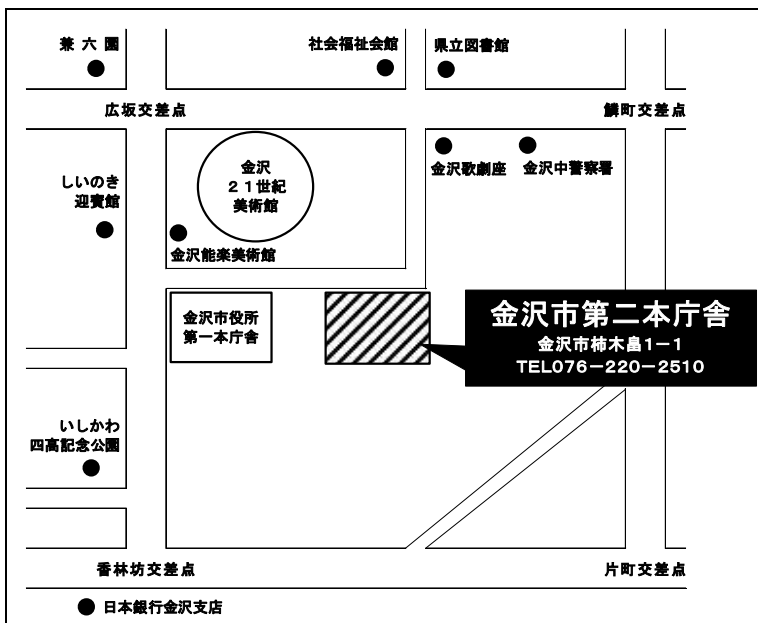 兼六園
社会福祉会館
県立図書館
広坂交差点
鱗町交差点
金沢
２１世紀
美術館
金沢歌劇座
金沢中警察署
しいのき
迎賓館
金沢能楽美術館
金沢市役所
第一本庁舎
金沢市第二本庁舎
金沢市柿木畠1－1
TEL076－220－2510
いしかわ
四高記念公園
香林坊交差点
片町交差点
日本銀行金沢支店